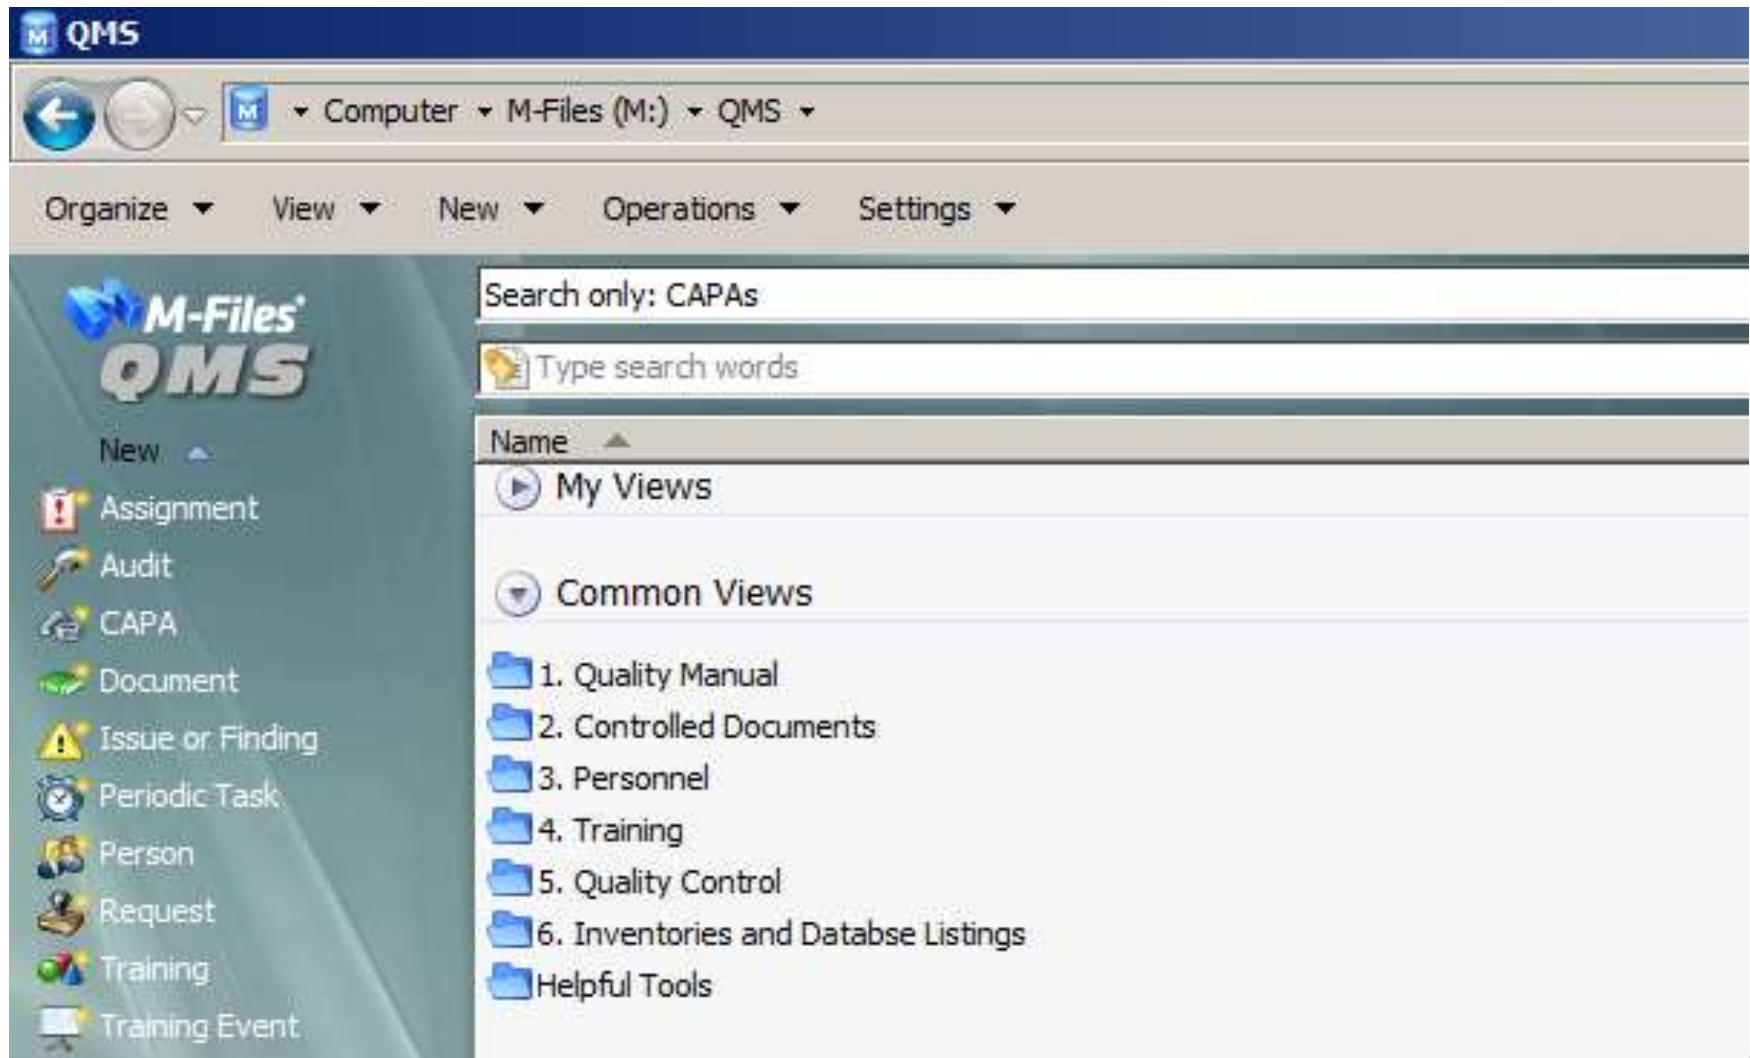 QMS
Computer M-Files (M:) QMS
Organize View New Operations Settings
M-Files
QMS
New
Assignment
Audit
CAPA
Document
Issue or Finding
Periodic Task
Person
Request
Training
Training Event
Search only: CAPAs
Type search words
Name
My Views
Common Views
1. Quality Manual
2. Controlled Documents
3. Personnel
4. Training
5. Quality Control
6. Inventories and Databse Listings
Helpful Tools